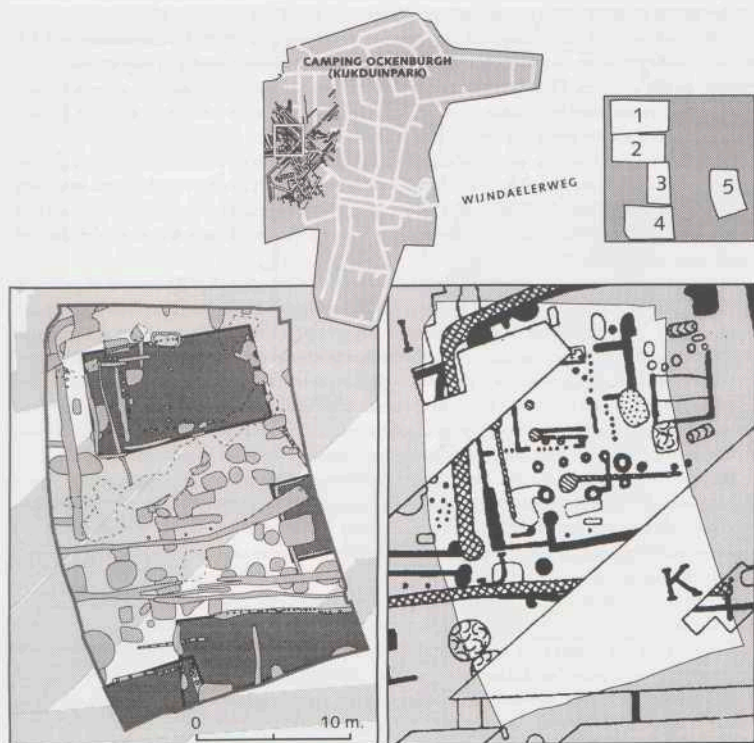 CAMPING OCKENBURGH
(KIJKDUINPARK)
WIJNDAELERWEG
1
2
3
4
5
I
K
0 10 m.